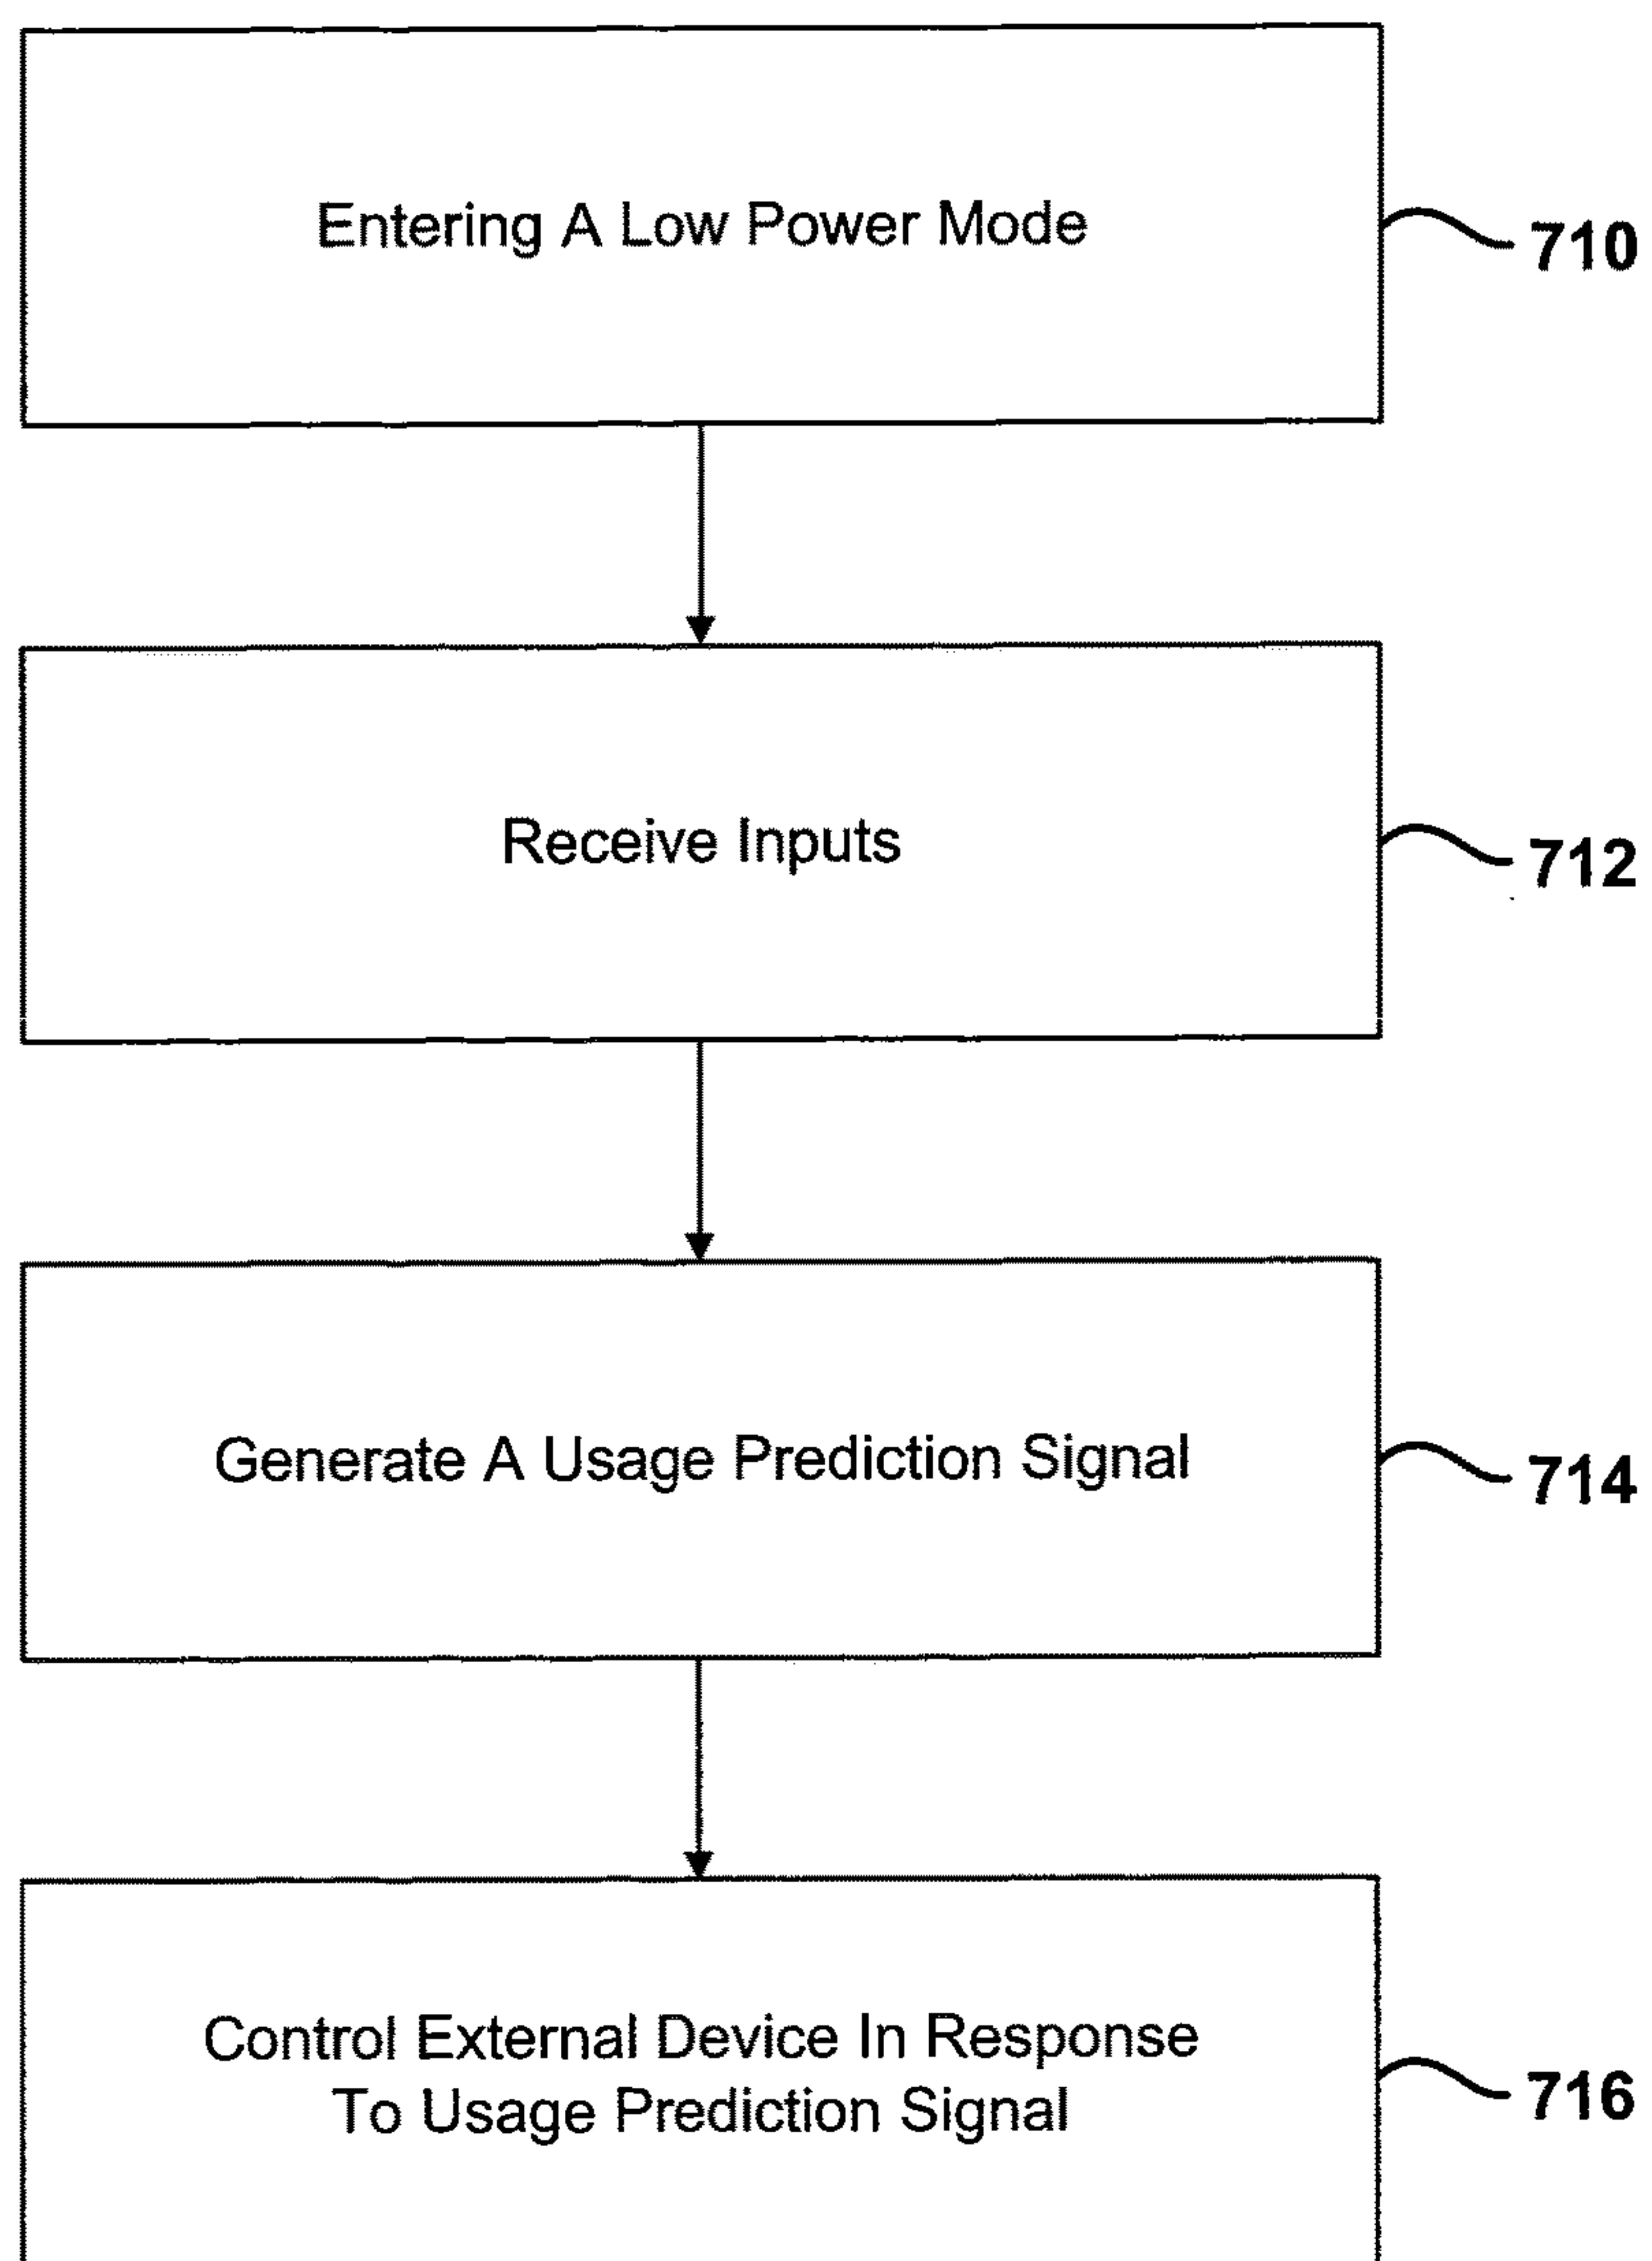 Entering A Low Power Mode
710
Receive Inputs
712
Generate A Usage Prediction Signal
714
Control External Device In Response
To Usage Prediction Signal
716